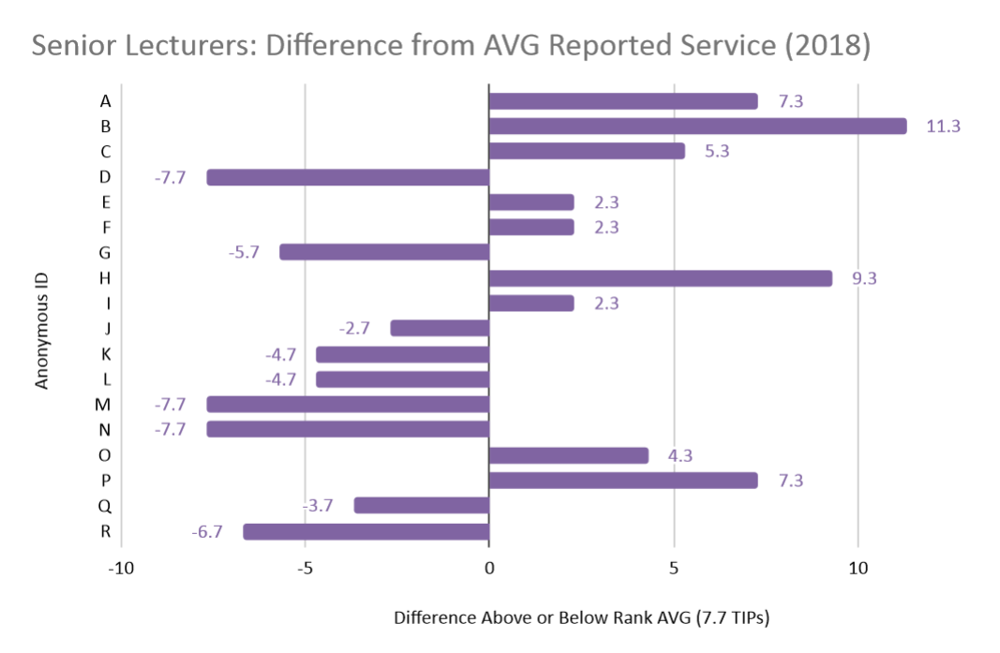 Senior Lecturers: Difference from AVG Reported Service (2018)
A 7.3
B 11.3
C 5.3
D -7.7
E 2.3
F 2.3
G -5.7
H 9.3
I 2.3
J -2.7
K -4.7
L -4.7
M -7.7
N -7.7
O 4.3
P 7.3
Q -3.7
R -6.7
Anonymous ID
-10 -5 0 5 10
Difference Above or Below Rank AVG (7.7 TIPs)